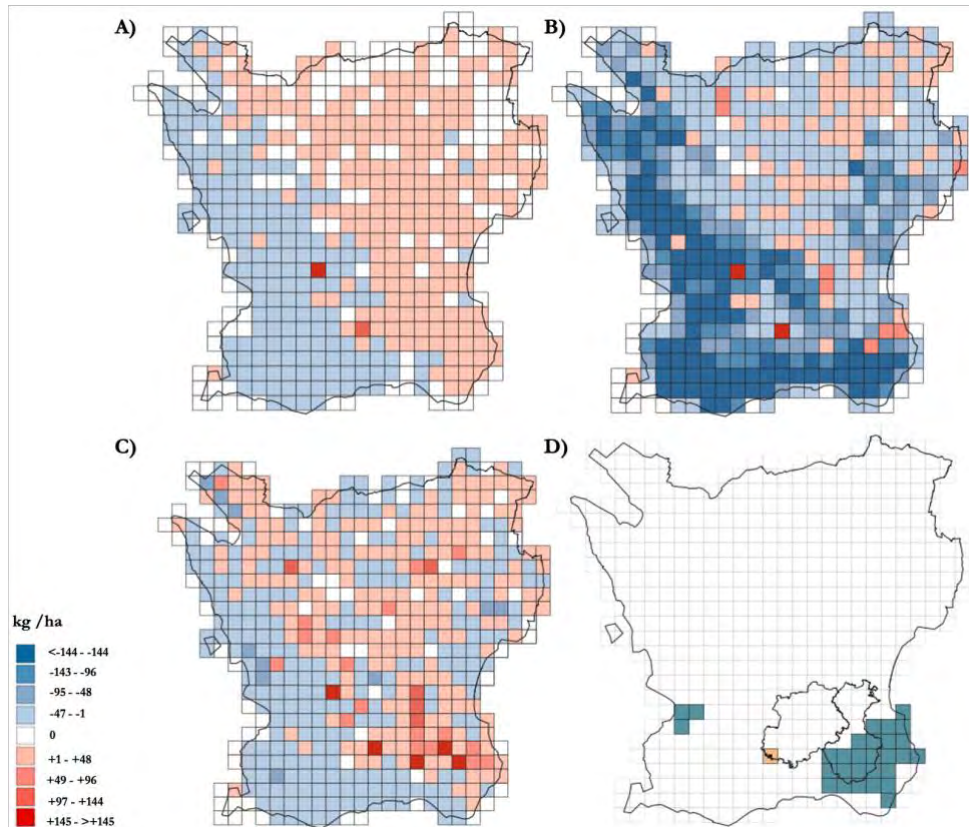 A)
B)
C)
D)
kg /ha
<-144 - -144
-143 - -96
-95 - -48
-47 - -1
0
+1 - +48
+49 - +96
+97 - +144
+145 - >+145